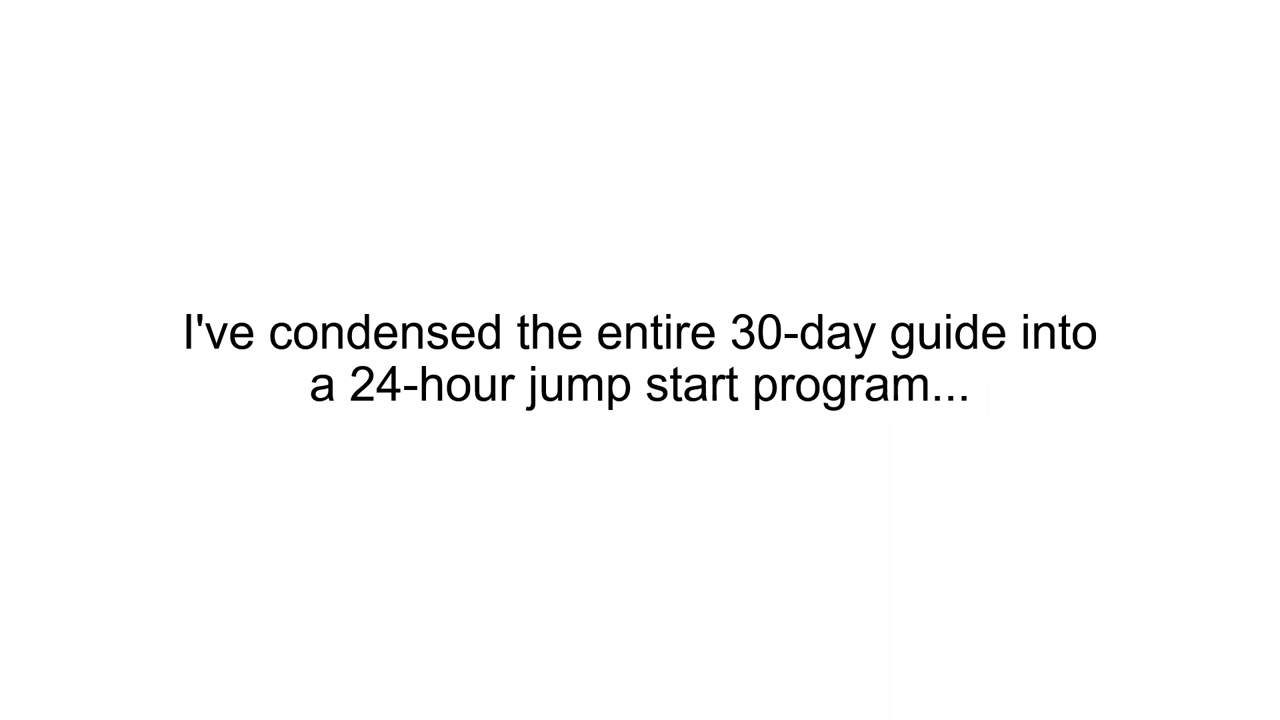 I've condensed the entire 30-day guide into
a 24-hour jump start program...